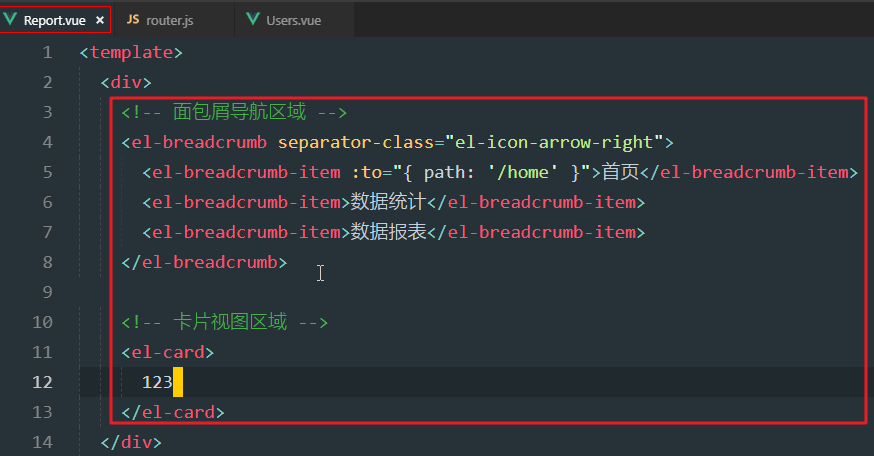 Report.vue × JS router.js Users.vue
1 <template>
2 <div>
3 <!-- 面包屑导航区域 -->
4 <el-breadcrumb separator-class="el-icon-arrow-right">
5 <el-breadcrumb-item :to="{ path: '/home' }">首页</el-breadcrumb-item>
6 <el-breadcrumb-item>数据统计</el-breadcrumb-item>
7 <el-breadcrumb-item>数据报表</el-breadcrumb-item>
8 </el-breadcrumb>
9
10 <!-- 卡片视图区域 -->
11 <el-card>
12 123
13 </el-card>
14 </div>